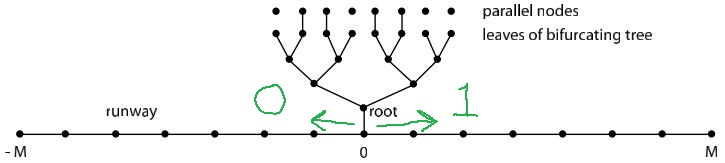 parallel nodes
leaves of bifurcating tree
0 1
runway root
- M 0 M